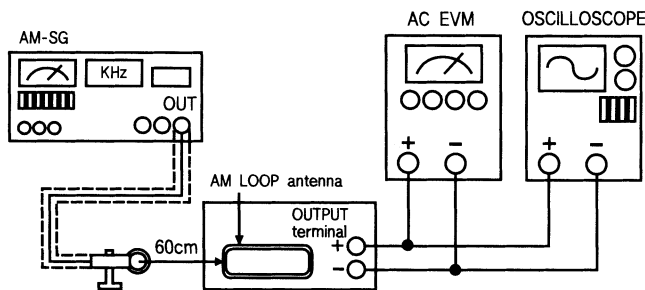 AC EVM
OSCILLOSCOPE
AM-SG
KHz
OUT
+ −
+ −
AM LOOP antenna
OUTPUT
terminal
+
−
60cm